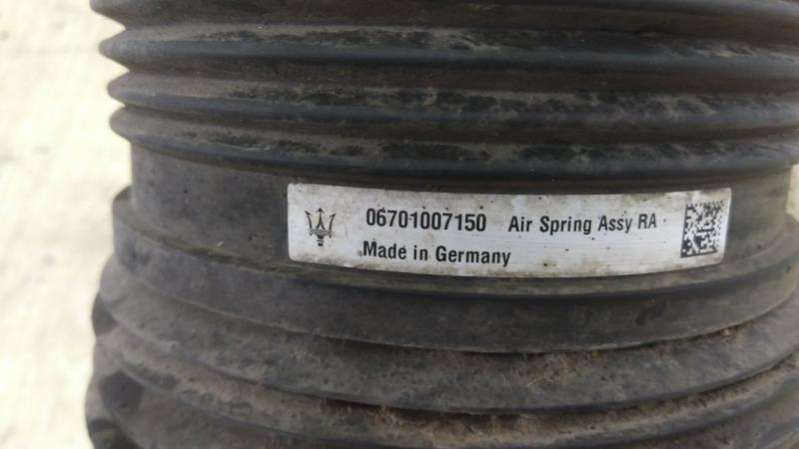 06701007150 Air Spring Assy RA
Made in Germany